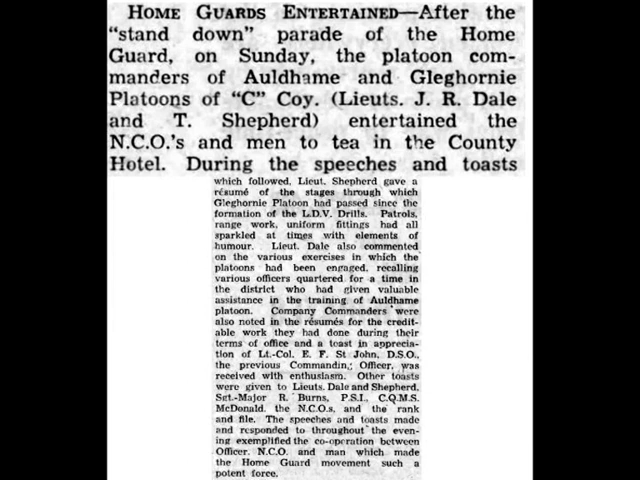 HOME GUARDS ENTERTAINED—After the
"stand down" parade of the Home
Guard, on Sunday, the platoon com-
manders of Auldhame and Gleghornie
Platoons of "C" Coy. (Lieuts. J. R. Dale
and T. Shepherd) entertained the
N.C.O.'s and men to tea in the County
Hotel. During the speeches and toasts
which followed, Lieut. Shepherd gave a
résumé of the stages through which
Gleghornie Platoon had passed since the
formation of the L.D.V. Drills. Patrols,
range work, uniform fittings had all
sparkled at times with elements of
humour. Lieut. Dale also commented
on the various exercises in which the
platoons had been engaged, recalling
various officers quartered for a time in
the district who had given valuable
assistance in the training of Auldhame
platoon. Company Commanders were
also noted in the résumés for the credit-
able work they had done during their
terms of office and a toast in apprecia-
tion of Lt.-Col. E. F. St John, D.S.O.,
the previous Commanding Officer, was
received with enthusiasm. Other toasts
were given to Lieuts. Dale and Shepherd,
Sgt.-Major R. Burns, P.S.I., C.Q.M.S.
McDonald, the N.C.O.s, and the rank
and file. The speeches and toasts made
and responded to throughout the even-
ing exemplified the co-operation between
Officer, N.C.O. and man which made
the Home Guard movement such a
potent force.